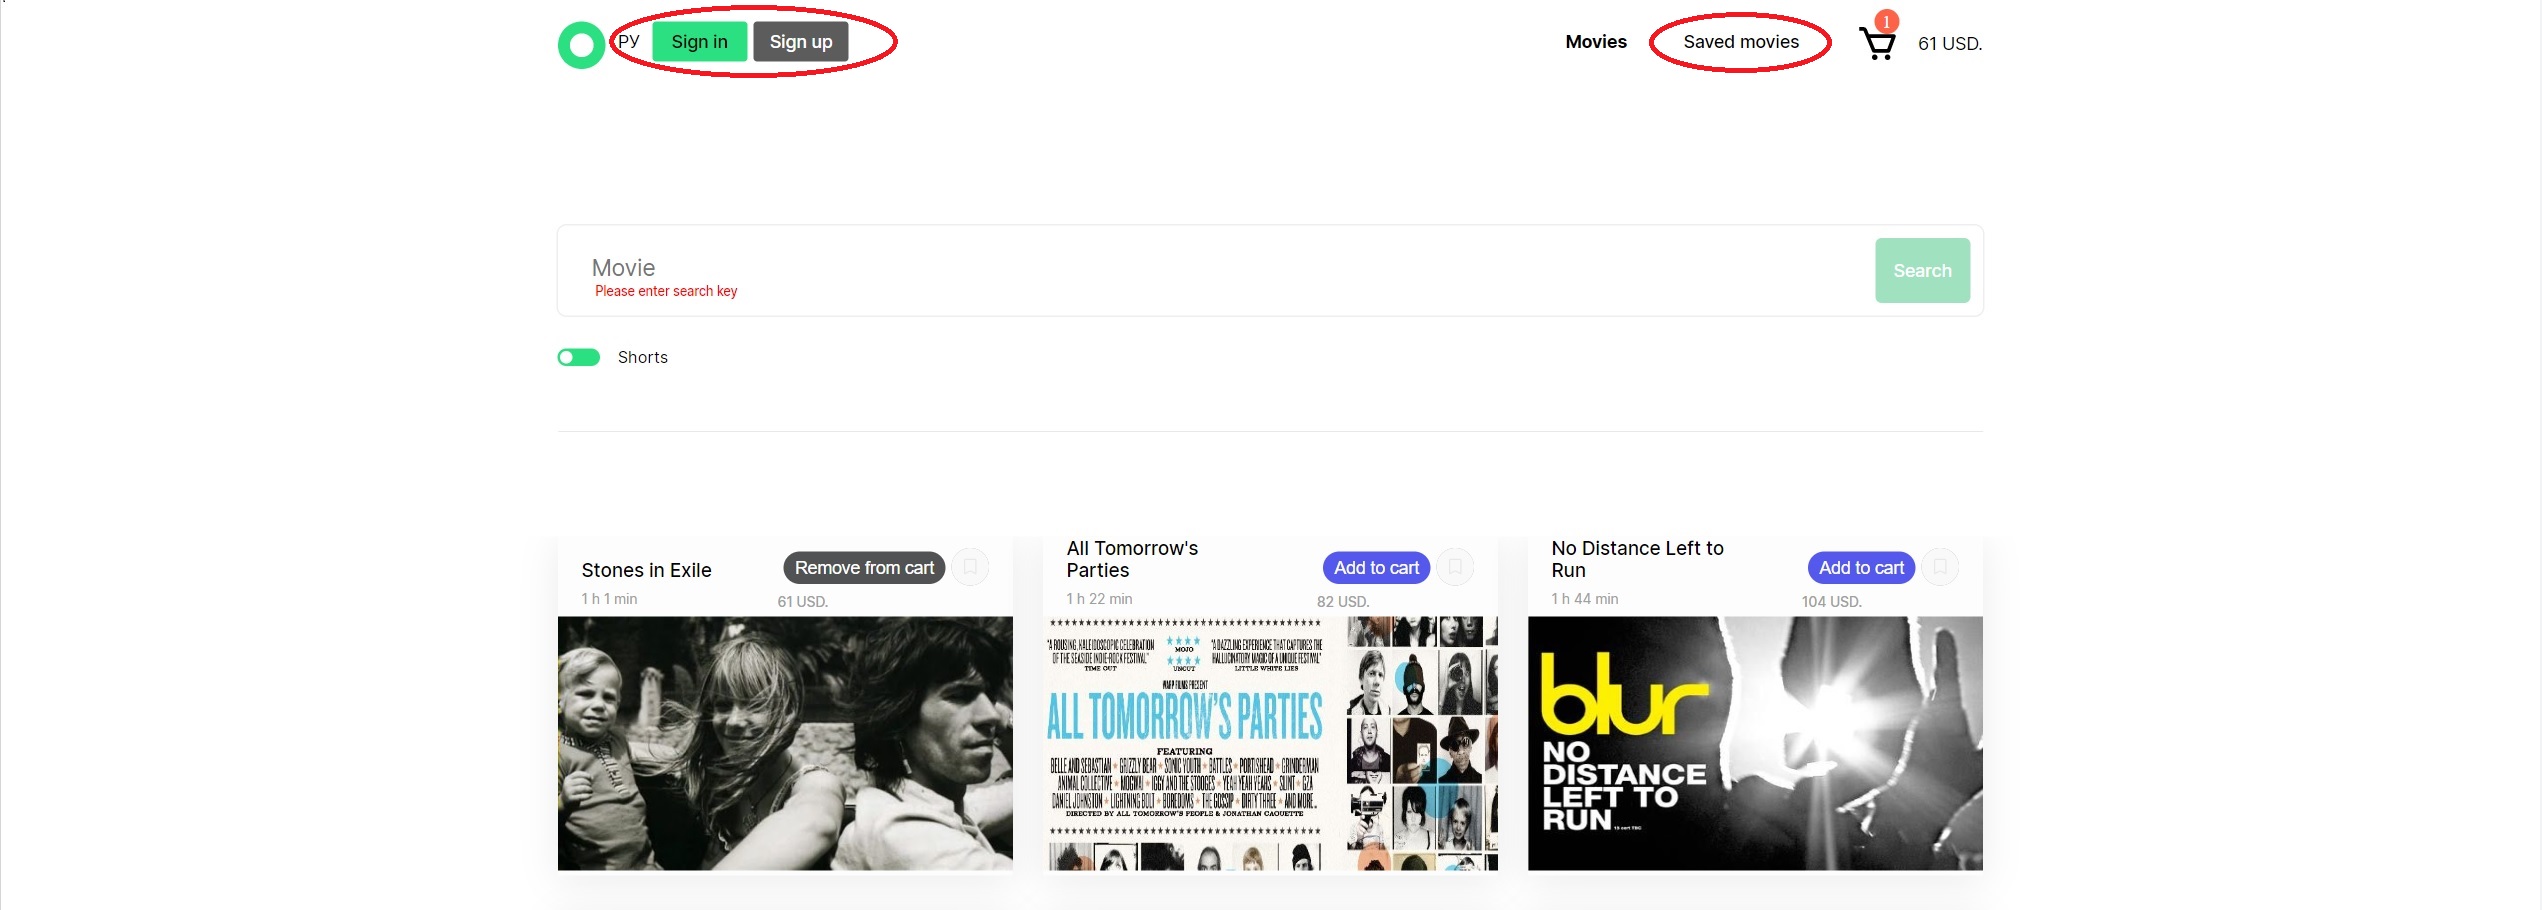 РУ Sign in Sign up Movies Saved movies 1 61 USD.
Movie
Please enter search key
Search
Shorts
Stones in Exile
Remove from cart
1 h 1 min
61 USD.
All Tomorrow's
Parties
Add to cart
1 h 22 min
82 USD.
No Distance Left to
Run
Add to cart
1 h 44 min
104 USD.
"A ROUSING, KALEIDOSCOPIC CELEBRATION
OF THE SEASIDE INDIE-ROCK FESTIVAL"
TIME OUT
MOJO
UNCUT
"A DAZZLING EXPERIENCE THAT CAPTURES THE
HALLUCINATORY MAGIC OF A UNIQUE FESTIVAL"
LITTLE WHITE LIES
WARP FILMS PRESENT
ALL TOMORROW'S PARTIES
FEATURING
BELLE AND SEBASTIAN * GRIZZLY BEAR * SONIC YOUTH * BATTLES * PORTISHEAD * GRINDERMAN
ANIMAL COLLECTIVE * MOGWAI * IGGY AND THE STOOGES * YEAH YEAH YEAHS * SLINT * GZA
DANIEL JOHNSTON * LIGHTNING BOLT * BOREDOMS * THE GOSSIP * DIRTY THREE * AND MORE...
DIRECTED BY ALL TOMORROW'S PEOPLE & JONATHAN CAOUETTE
blur
NO
DISTANCE
LEFT TO
RUN